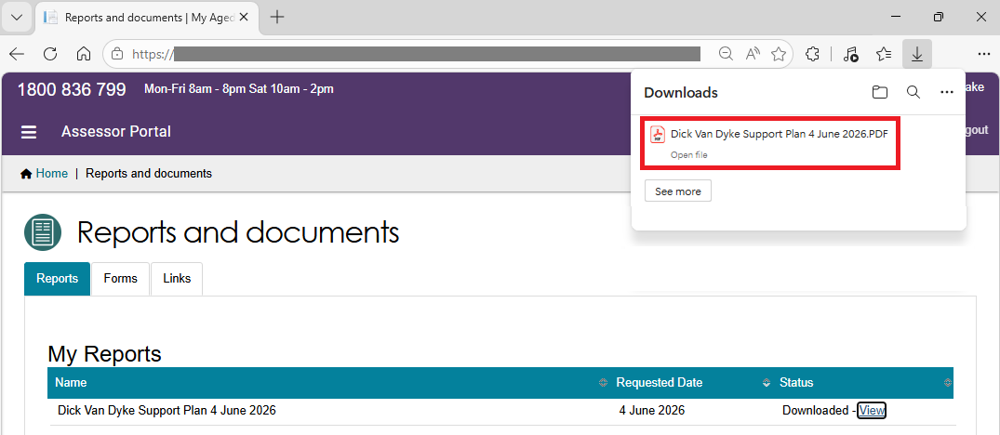 Reports and documents | My Aged
https://
Downloads
Dick Van Dyke Support Plan 4 June 2026.PDF
Open file
See more
1800 836 799 Mon-Fri 8am - 8pm Sat 10am - 2pm
ake
Assessor Portal
gout
Home | Reports and documents
Reports and documents
Reports Forms Links
My Reports
Name Requested Date Status
Dick Van Dyke Support Plan 4 June 2026 4 June 2026 Downloaded - View